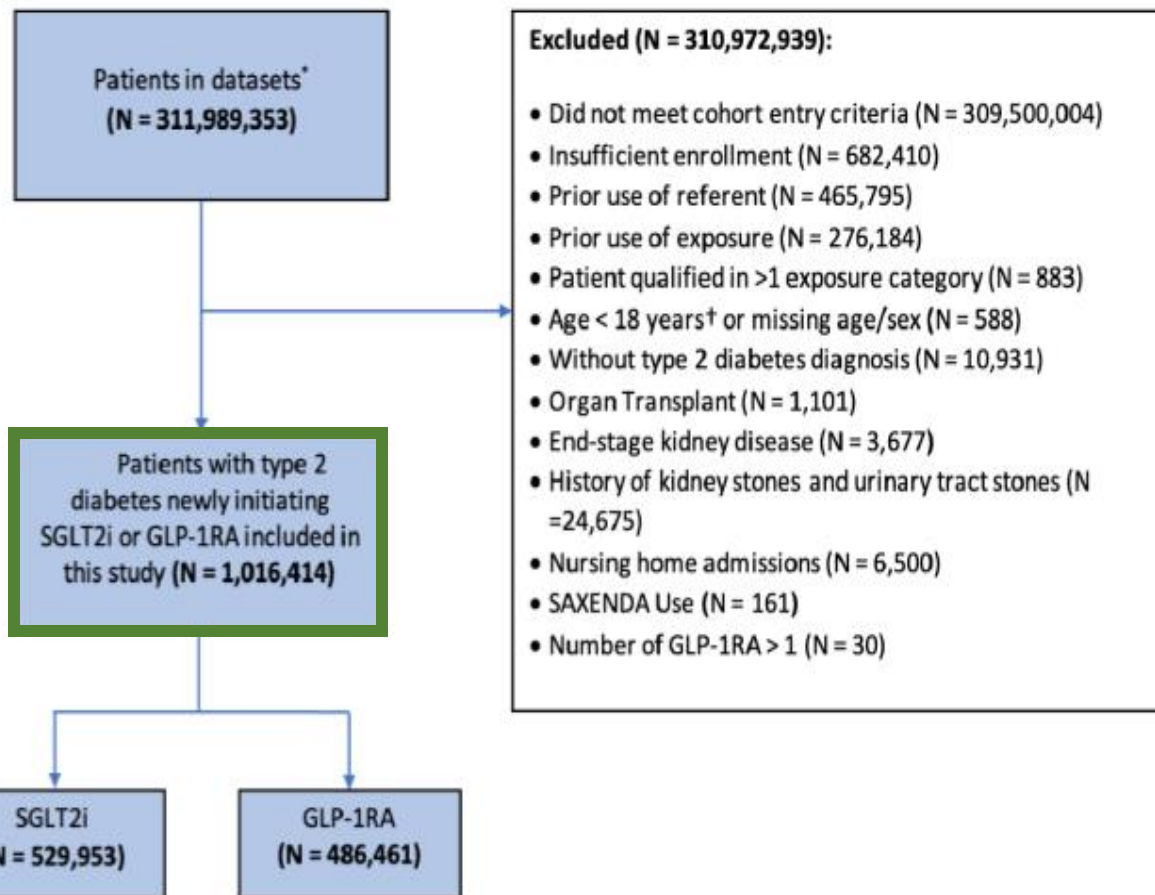 Patients in datasets*
(N = 311,989,353)
Excluded (N = 310,972,939):
• Did not meet cohort entry criteria (N = 309,500,004)
• Insufficient enrollment (N = 682,410)
• Prior use of referent (N = 465,795)
• Prior use of exposure (N = 276,184)
• Patient qualified in >1 exposure category (N = 883)
• Age < 18 years† or missing age/sex (N = 588)
• Without type 2 diabetes diagnosis (N = 10,931)
• Organ Transplant (N = 1,101)
• End-stage kidney disease (N = 3,677)
• History of kidney stones and urinary tract stones (N
=24,675)
• Nursing home admissions (N = 6,500)
• SAXENDA Use (N = 161)
• Number of GLP-1RA > 1 (N = 30)
Patients with type 2
diabetes newly initiating
SGLT2i or GLP-1RA included in
this study (N = 1,016,414)
SGLT2i
N = 529,953)
GLP-1RA
(N = 486,461)